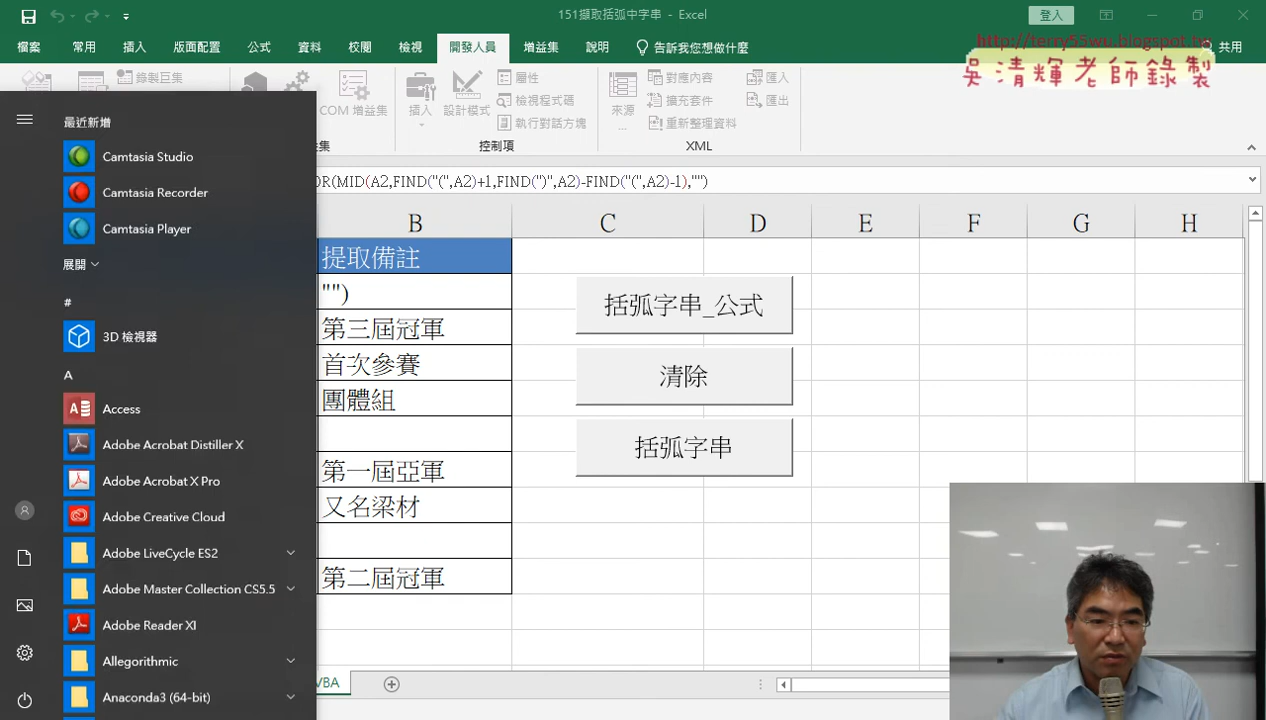 151擷取括弧中字串 - Excel
登入
檔案 常用 插入 版面配置 公式 資料 校閱 檢視 開發人員 增益集 說明 告訴我您想做什麼 共用
http://terry55wu.blogspot.tw
吳清輝老師錄製
錄製巨集
COM 增益集
插入
設計模式
屬性
檢視程式碼
執行對話方塊
控制項
來源
...
對應內容
擴充套件
重新整理資料
匯入
匯出
XML
OR(MID(A2,FIND("(",A2)+1,FIND(")",A2)-FIND("(",A2)-1),"")
B C D E F G H
提取備註
"")
第三屆冠軍
首次參賽
團體組
第一屆亞軍
又名梁材
第二屆冠軍
括弧字串_公式
清除
括弧字串
VBA
最近新增
Camtasia Studio
Camtasia Recorder
Camtasia Player
展開
#
3D 檢視器
A
Access
Adobe Acrobat Distiller X
Adobe Acrobat X Pro
Adobe Creative Cloud
Adobe LiveCycle ES2
Adobe Master Collection CS5.5
Adobe Reader XI
Allegorithmic
Anaconda3 (64-bit)